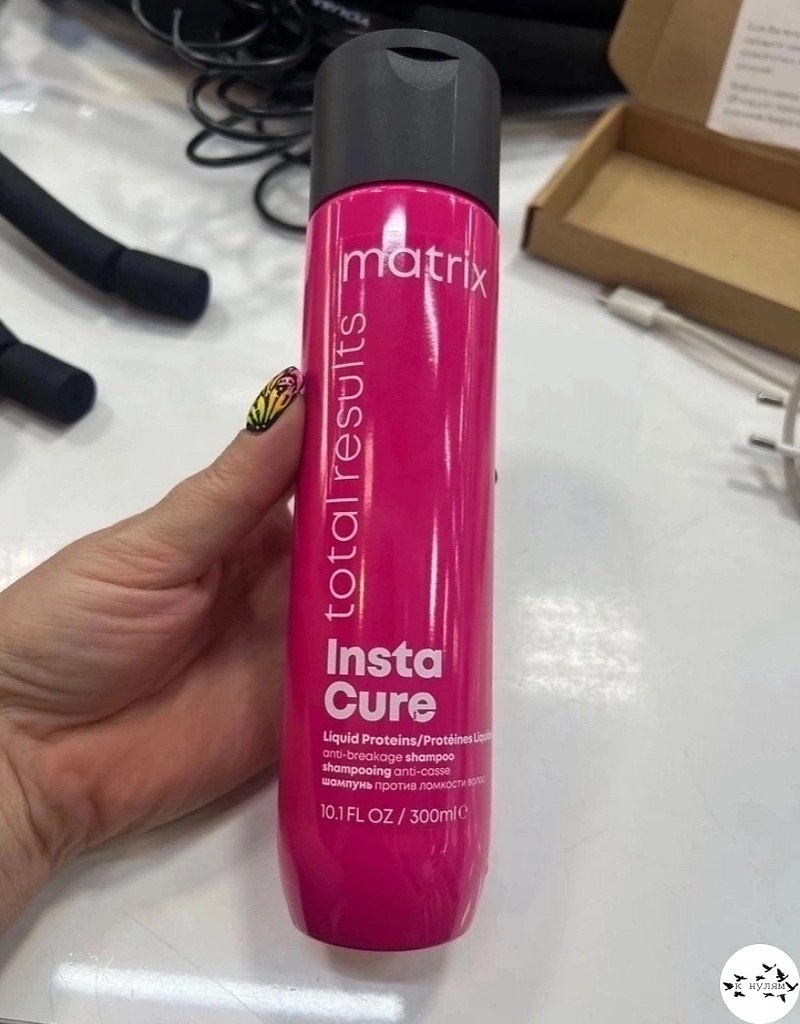 matrix
total results
Insta
Cure
Liquid Proteins/Protéines
anti-breakage shampoo
shampooing anti-casse
шампунь против ломкости волос
10.1 FL OZ / 300ml ℮
к нулям